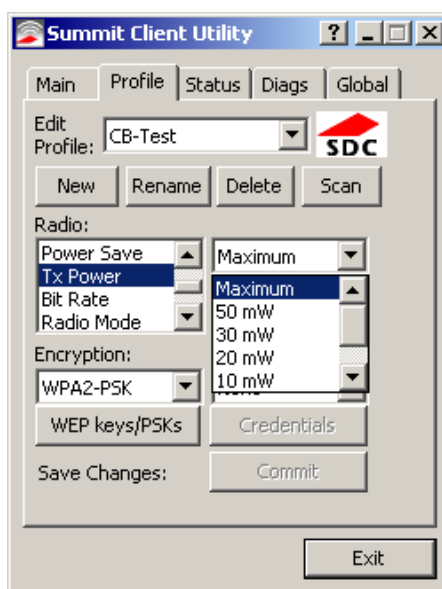 Summit Client Utility
Main Profile Status Diags Global
Edit
Profile: CB-Test
SDC
New Rename Delete Scan
Radio:
Power Save Maximum
Tx Power Maximum
Bit Rate 50 mW
Radio Mode 30 mW
20 mW
Encryption:
WPA2-PSK 10 mW
WEP keys/PSKs Credentials
Save Changes: Commit
Exit